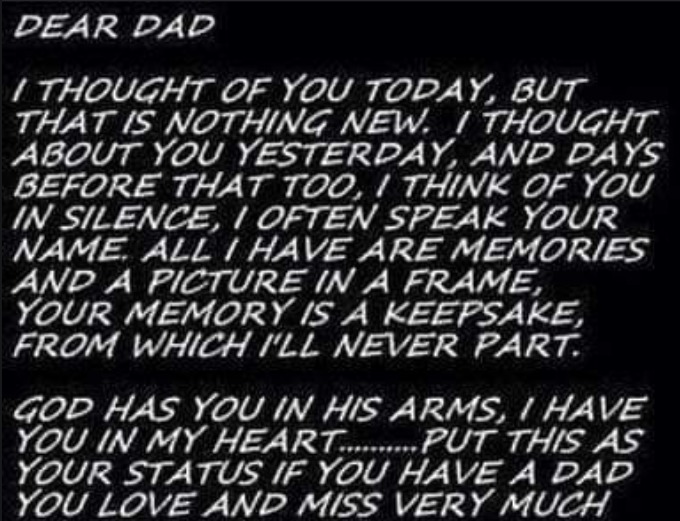 DEAR DAD
I THOUGHT OF YOU TODAY, BUT
THAT IS NOTHING NEW. I THOUGHT
ABOUT YOU YESTERDAY, AND DAYS
BEFORE THAT TOO, I THINK OF YOU
IN SILENCE, I OFTEN SPEAK YOUR
NAME. ALL I HAVE ARE MEMORIES
AND A PICTURE IN A FRAME,
YOUR MEMORY IS A KEEPSAKE,
FROM WHICH I'LL NEVER PART.
GOD HAS YOU IN HIS ARMS, I HAVE
YOU IN MY HEART..........PUT THIS AS
YOUR STATUS IF YOU HAVE A DAD
YOU LOVE AND MISS VERY MUCH